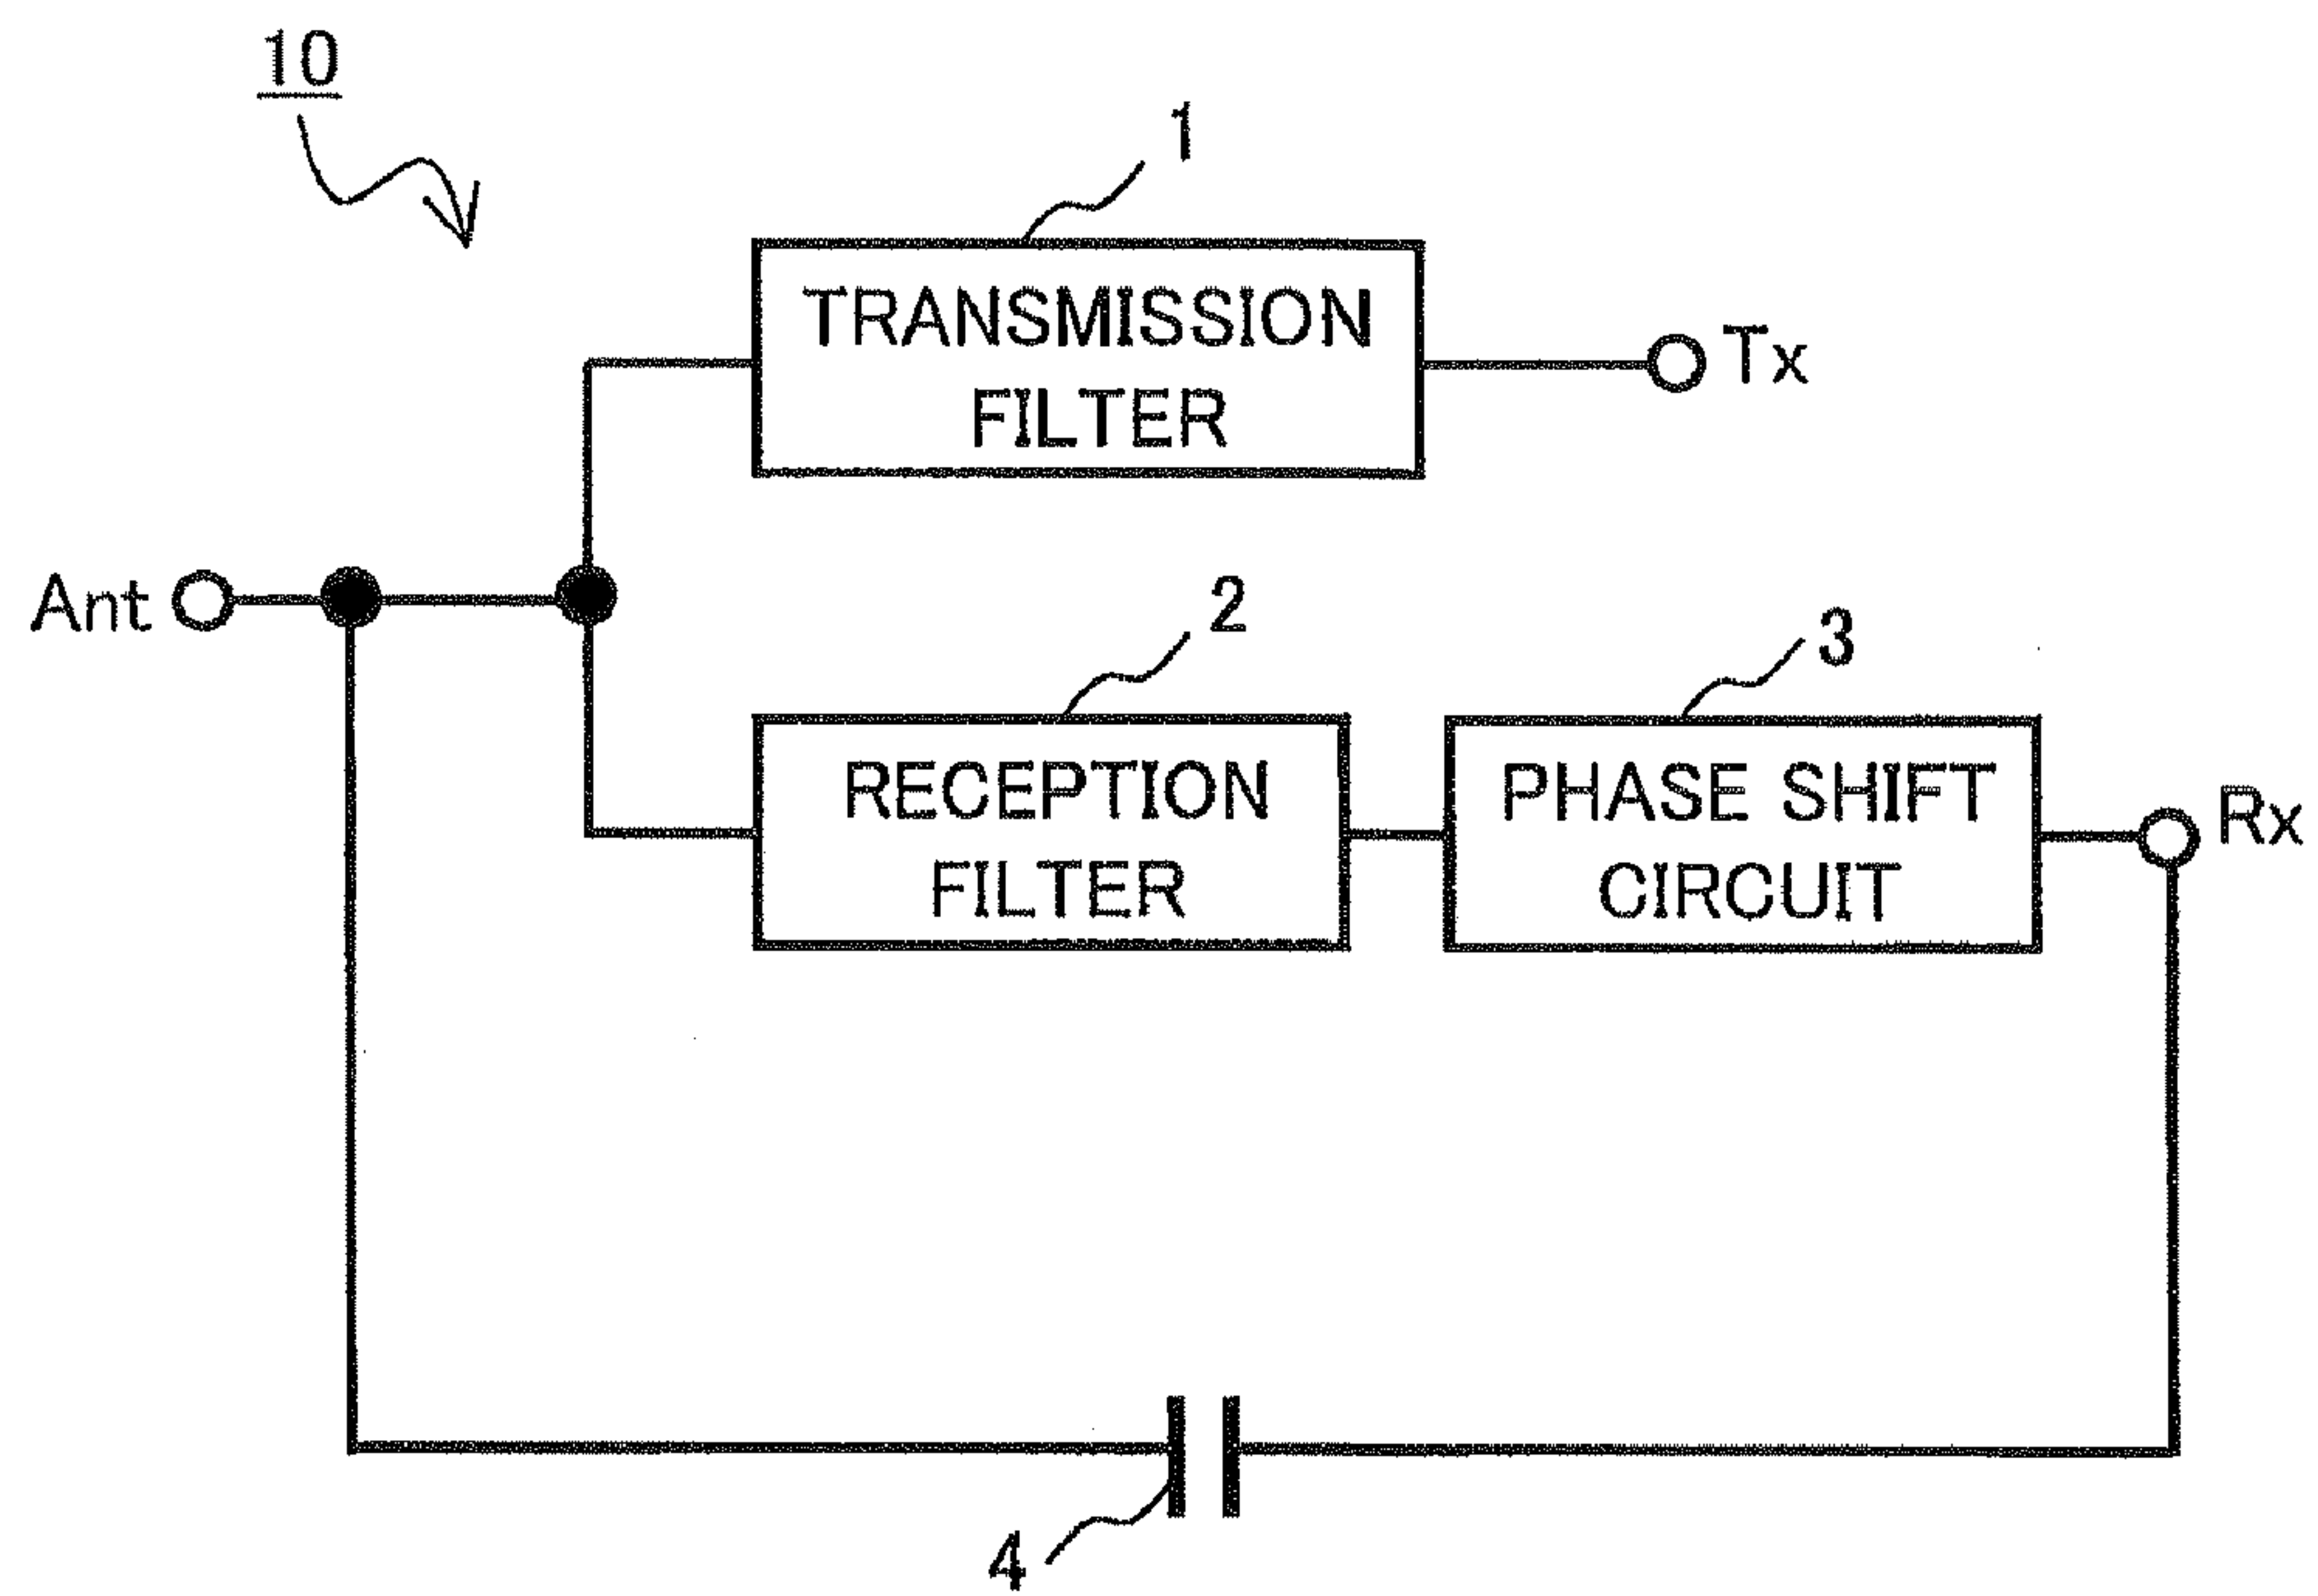 10
1
TRANSMISSION
FILTER
Tx
Ant
2
3
RECEPTION
FILTER
PHASE SHIFT
CIRCUIT
Rx
4